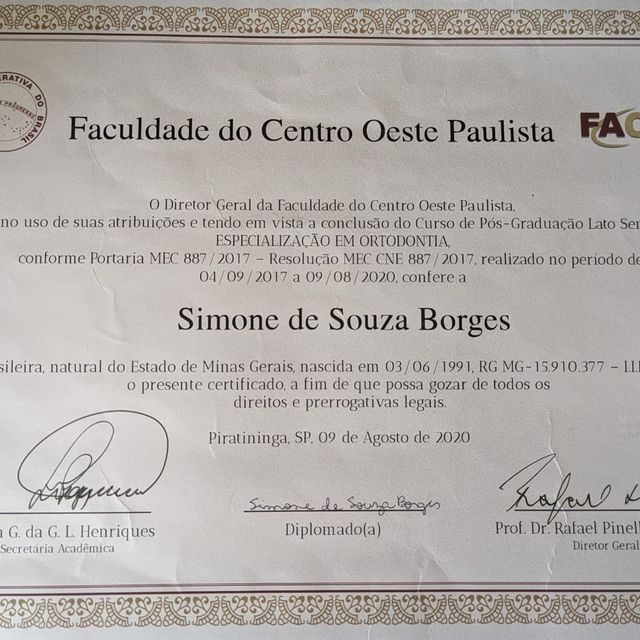 ERATIVA DO BRASIL
Faculdade do Centro Oeste Paulista
O Diretor Geral da Faculdade do Centro Oeste Paulista,
no uso de suas atribuições e tendo em vista a conclusão do Curso de Pós-Graduação Lato Sen
ESPECIALIZAÇÃO EM ORTODONTIA,
conforme Portaria MEC 887/2017 – Resolução MEC CNE 887/2017, realizado no período de
04/09/2017 a 09/08/2020, confere a
Simone de Souza Borges
sileira, natural do Estado de Minas Gerais, nascida em 03/06/1991, RG MG-15.910.377 –
o presente certificado, a fim de que possa gozar de todos os
direitos e prerrogativas legais.
Piratininga, SP, 09 de Agosto de 2020
Simone de Souza Borges
Rafael
G. da G. L. Henriques
Diplomado(a)
Prof. Dr. Rafael Pinel
Secretária Acadêmica
Diretor Geral